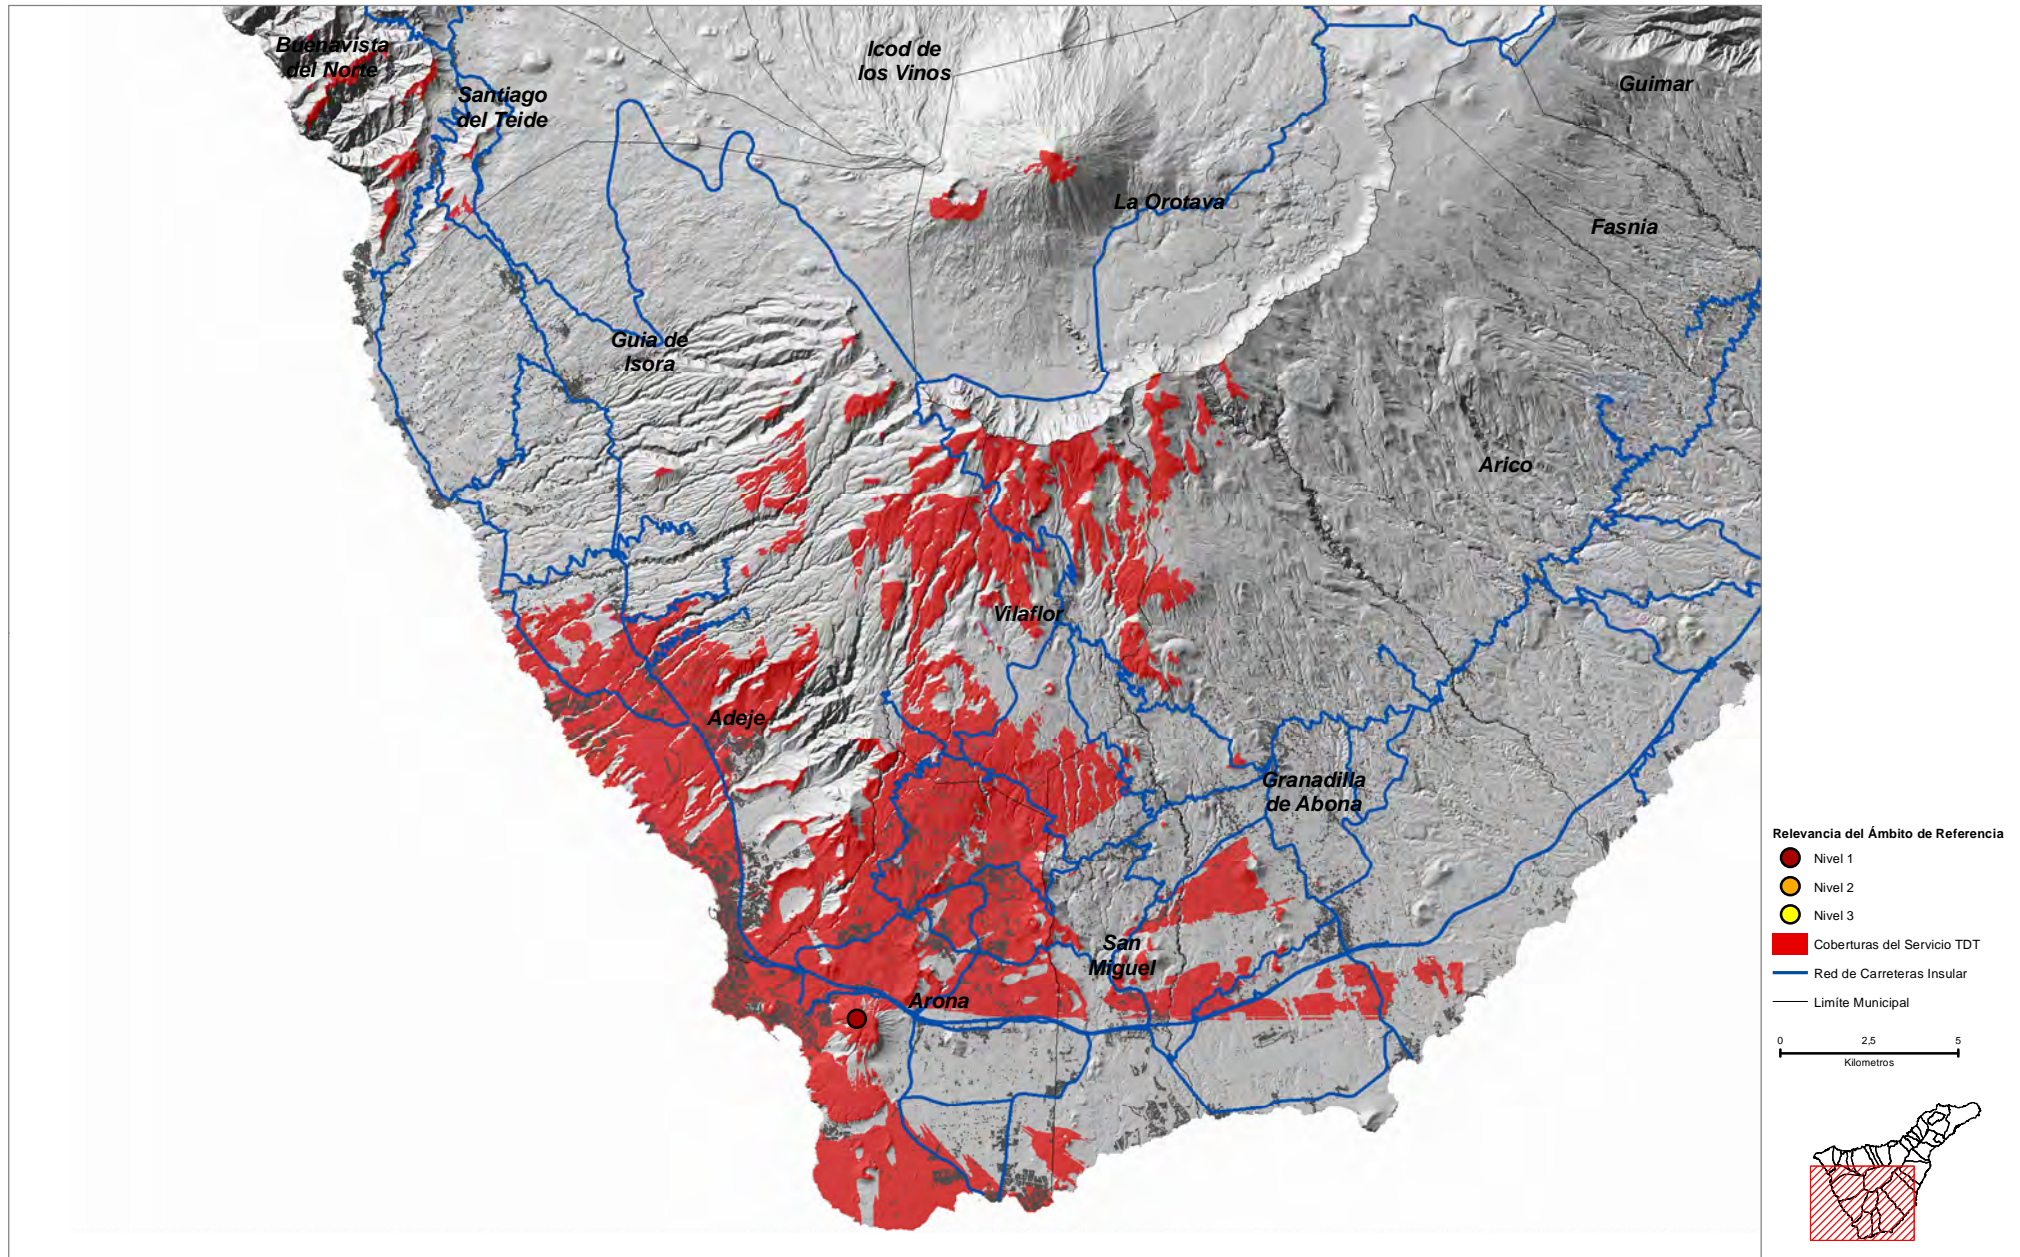 Buenavista
del Norte
Icod de
los Vinos
Guimar
Santiago
del Teide
La Orotava
Fasnia
Guia de
Isora
Arico
Vilaflor
Adeje
Granadilla
de Abona
San
Miguel
Arona
Relevancia del Ámbito de Referencia
Nivel 1
Nivel 2
Nivel 3
Coberturas del Servicio TDT
Red de Carreteras Insular
Limíte Municipal
0 2,5 5
Kilometros